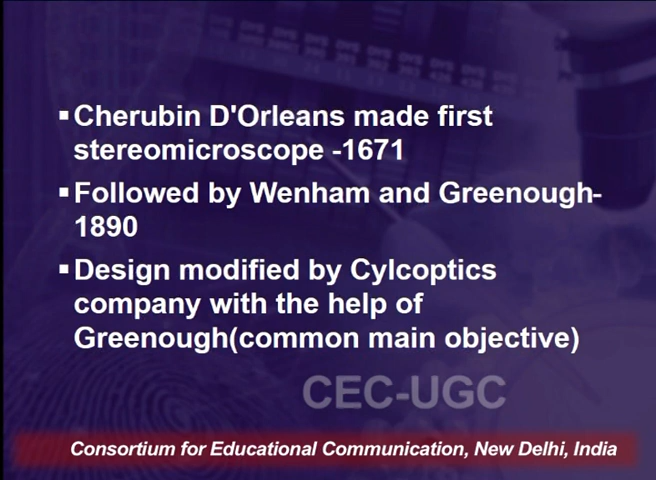 ▪Cherubin D'Orleans made first
stereomicroscope -1671
▪Followed by Wenham and Greenough-
1890
▪Design modified by Cylcoptics
company with the help of
Greenough(common main objective)
CEC-UGC
Consortium for Educational Communication, New Delhi, India